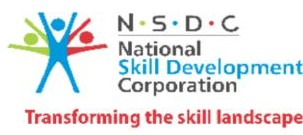 N·S·D·C
National
Skill Development
Corporation
Transforming the skill landscape